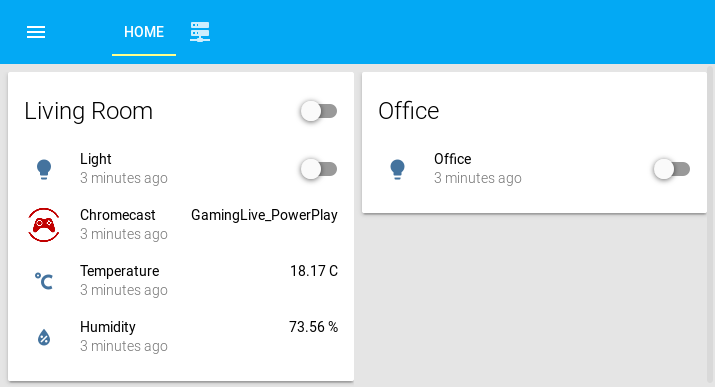 HOME
Living Room
Light
3 minutes ago
Chromecast
GamingLive_PowerPlay
3 minutes ago
°C
Temperature
18.17 C
3 minutes ago
Humidity
73.56 %
3 minutes ago
Office
Office
3 minutes ago